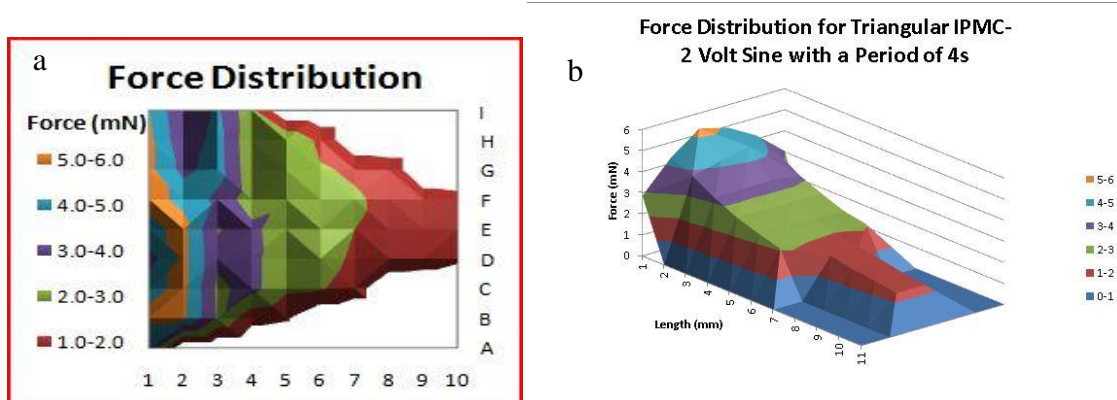 a
Force Distribution
Force (mN)
5.0-6.0
4.0-5.0
3.0-4.0
2.0-3.0
1.0-2.0
I
H
G
F
E
D
C
B
A
1 2 3 4 5 6 7 8 9 10
b
Force Distribution for Triangular IPMC-
2 Volt Sine with a Period of 4s
Force (mN)
6
5
4
3
2
1
0
1 2 3 4 5 6 7 8 9 10 11
Length (mm)
5-6
4-5
3-4
2-3
1-2
0-1